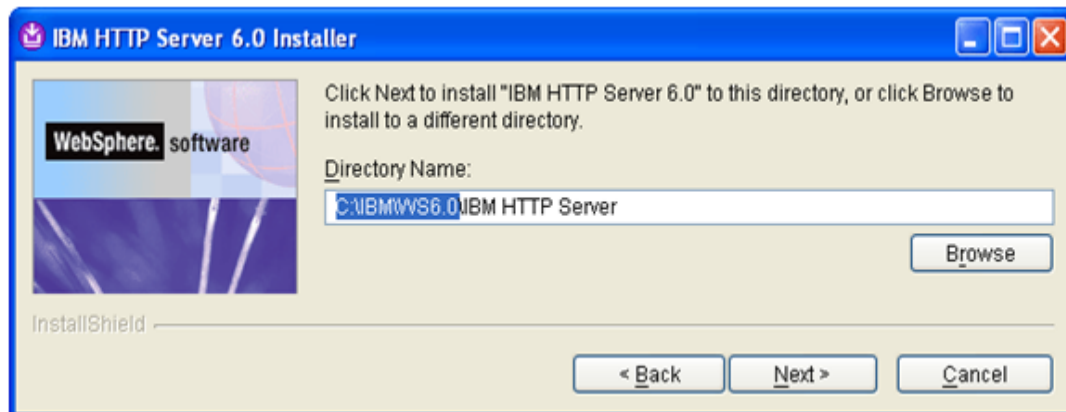 IBM HTTP Server 6.0 Installer
WebSphere. software
Click Next to install "IBM HTTP Server 6.0" to this directory, or click Browse to
install to a different directory.
Directory Name:
C:\IBM\WS6.0\IBM HTTP Server
Browse
InstallShield
< Back
Next >
Cancel